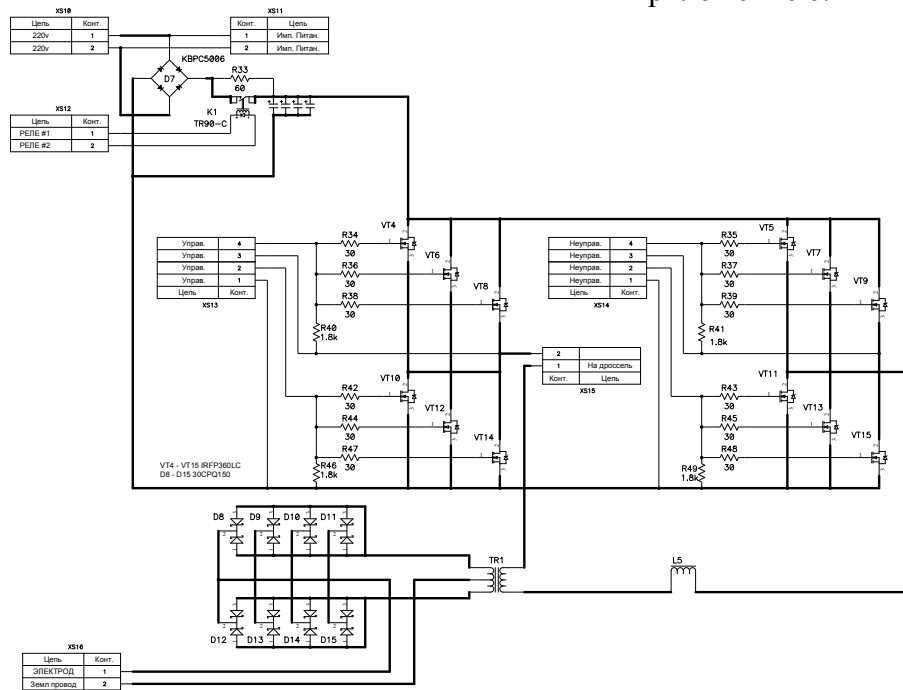 XS10
Цепь Конт.
220v 1
220v 2
XS11
Конт. Цепь
1 Имп. Питан.
2 Имп. Питан.
KBPC5006
D7
R33
60
K1
TR90-C
XS12
Цепь Конт.
РЕЛЕ #1 1
РЕЛЕ #2 2
Управ. 4
Управ. 3
Управ. 2
Управ. 1
Цепь Конт.
XS13
R34
30
R36
30
R38
30
R40
1.8k
VT4
VT6
VT8
Неуправ. 4
Неуправ. 3
Неуправ. 2
Неуправ. 1
Цепь Конт.
XS14
R35
30
R37
30
R39
30
R41
1.8k
VT5
VT7
VT9
2
1 На дроссель
Конт. Цепь
XS15
R42
30
R44
30
R47
30
R46
1.8k
VT10
VT12
VT14
R43
30
R45
30
R48
30
R49
1.8k
VT11
VT13
VT15
VT4 - VT15 IRFP360LC
D8 - D15 30CPQ150
D8 D9 D10 D11
TR1
L5
D12 D13 D14 D15
XS16
Цепь Конт.
ЭЛЕКТРОД 1
Земл провод 2